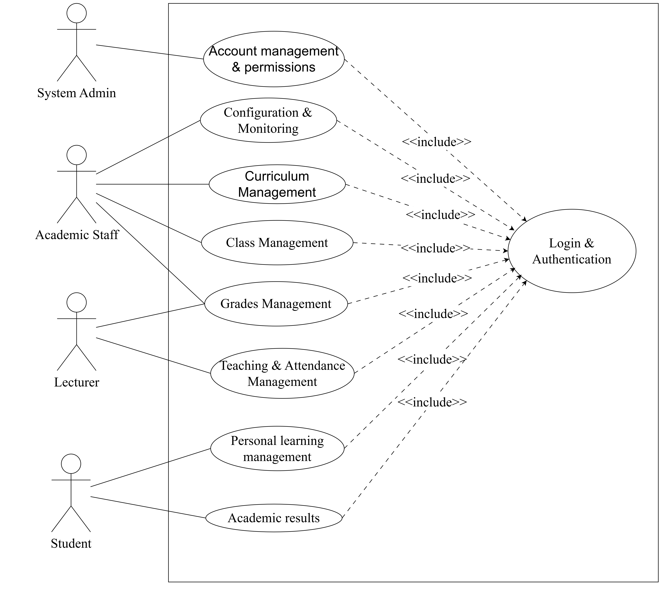 System Admin
Account management
& permissions
Configuration &
Monitoring
<<include>>
<<include>>
Academic Staff
Curriculum
Management
<<include>>
Class Management
<<include>>
Login &
Authentication
<<include>>
Grades Management
<<include>>
Lecturer
Teaching & Attendance
Management
<<include>>
<<include>>
Personal learning
management
Student
Academic results